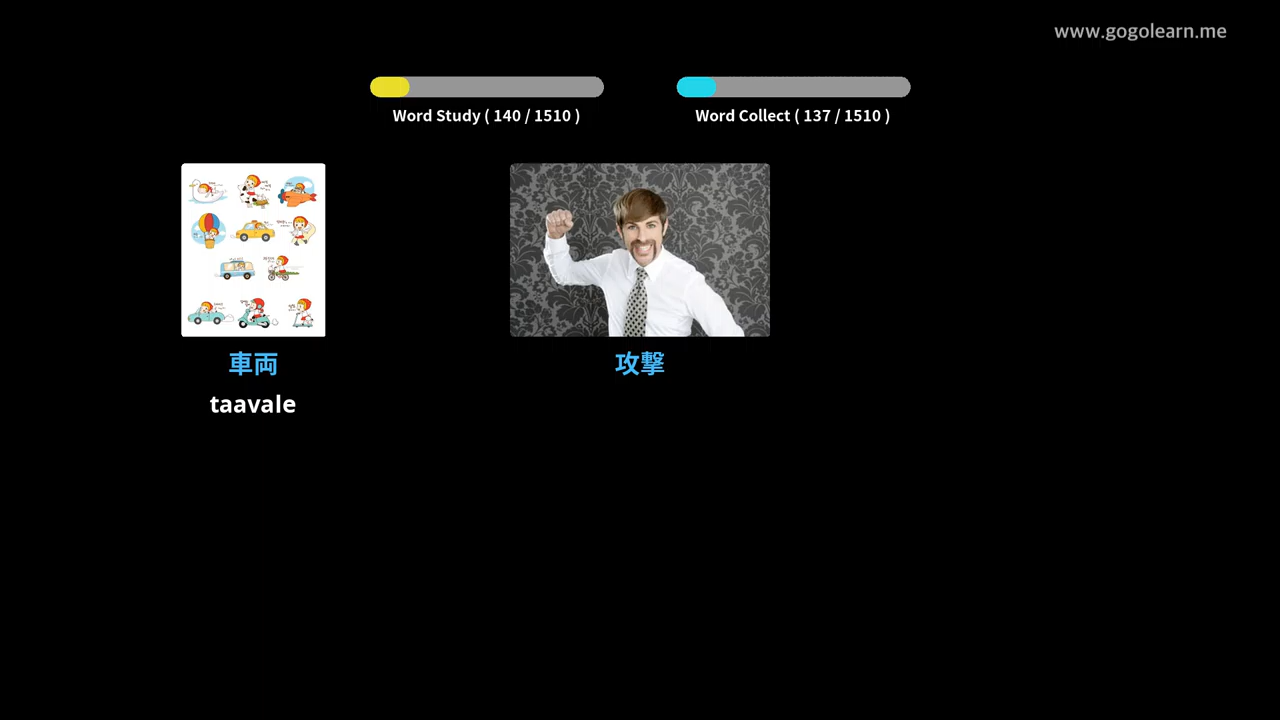 www.gogolearn.me
Word Study ( 140 / 1510 )
Word Collect ( 137 / 1510 )
車両
攻撃
taavale